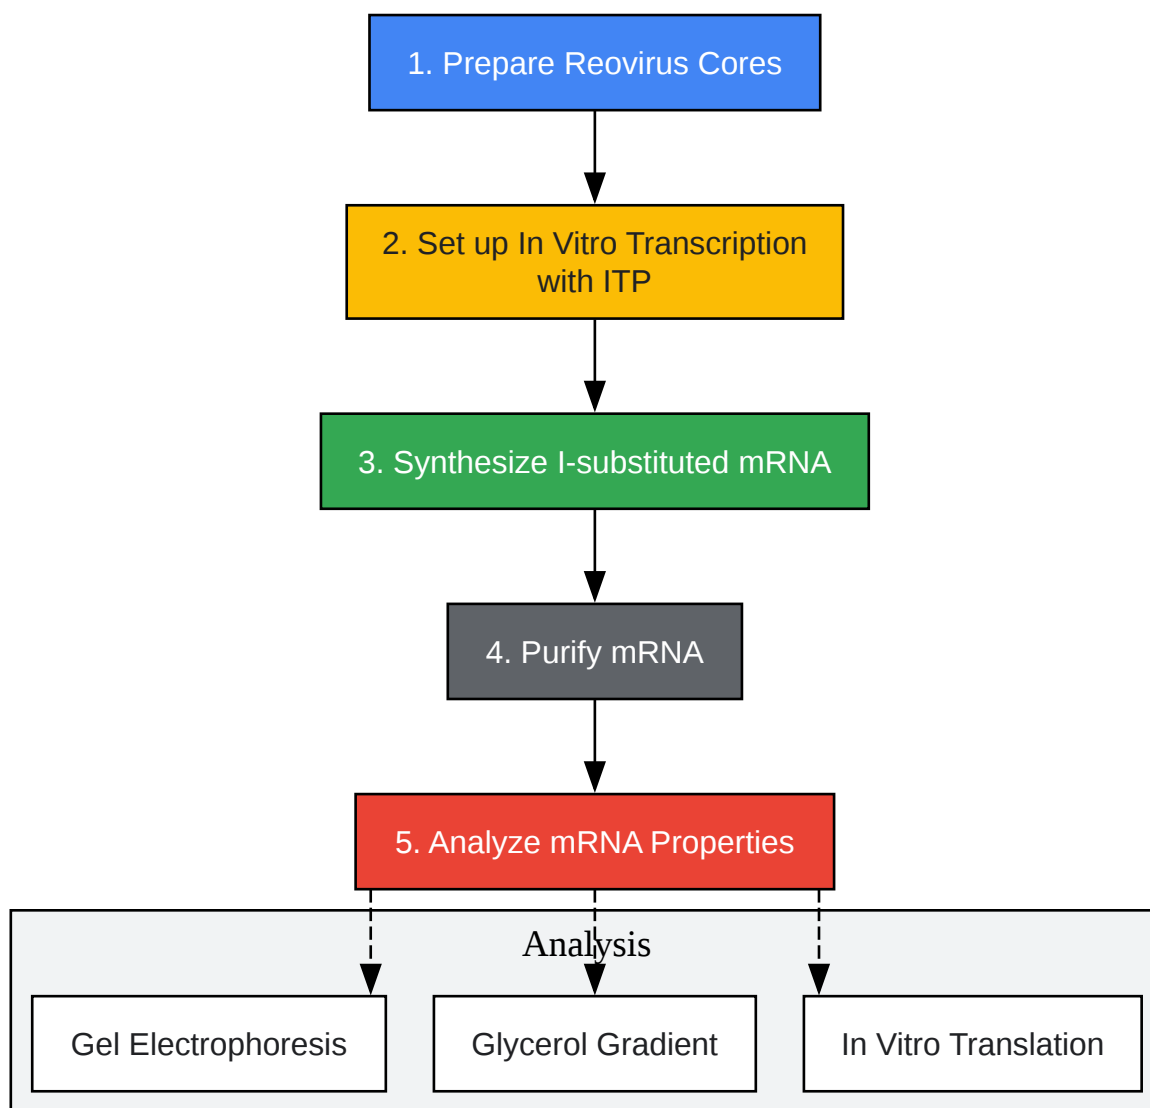 1. Prepare Reovirus Cores
2. Set up In Vitro Transcription
with ITP
3. Synthesize I-substituted mRNA
4. Purify mRNA
5. Analyze mRNA Properties
Analysis
Gel Electrophoresis
Glycerol Gradient
In Vitro Translation